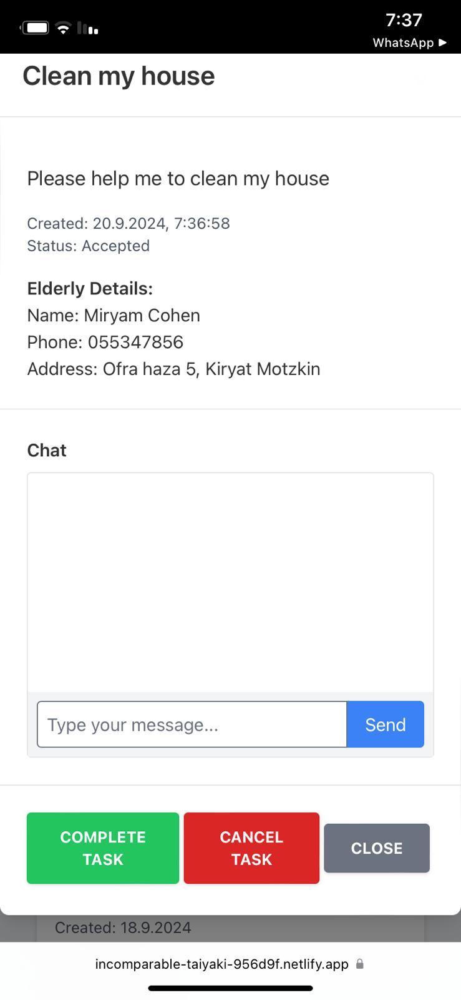 7:37
WhatsApp
Clean my house
Please help me to clean my house
Created: 20.9.2024, 7:36:58
Status: Accepted
Elderly Details:
Name: Miryam Cohen
Phone: 055347856
Address: Ofra haza 5, Kiryat Motzkin
Chat
Type your message...
Send
COMPLETE
TASK
CANCEL
TASK
CLOSE
Created: 18.9.2024
incomparable-taiyaki-956d9f.netlify.app